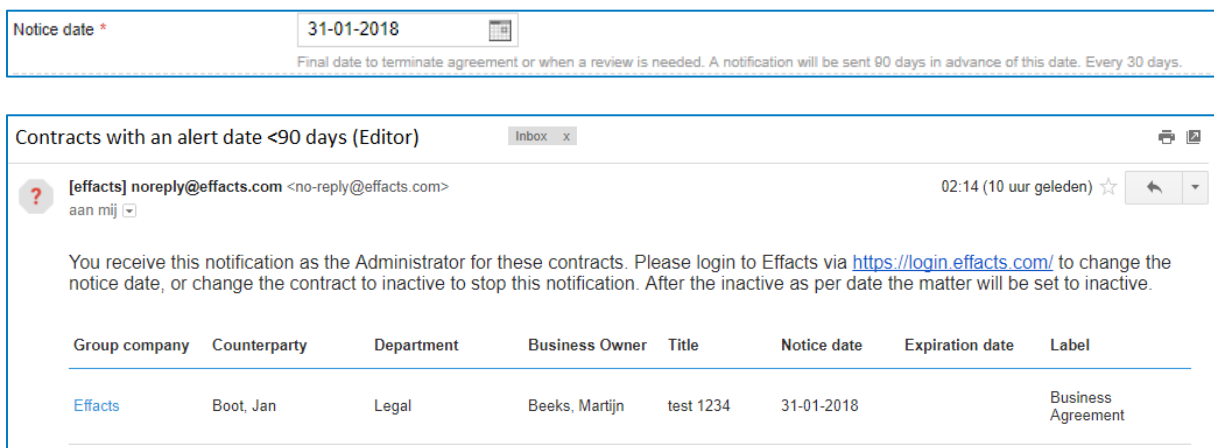 Notice date * 31-01-2018
Final date to terminate agreement or when a review is needed. A notification will be sent 90 days in advance of this date. Every 30 days.
Contracts with an alert date <90 days (Editor) Inbox x
[effacts] noreply@effacts.com <no-reply@effacts.com> 02:14 (10 uur geleden)
?
aan mij
You receive this notification as the Administrator for these contracts. Please login to Effacts via https://login.effacts.com/ to change the
notice date, or change the contract to inactive to stop this notification. After the inactive as per date the matter will be set to inactive.
Group company Counterparty Department Business Owner Title Notice date Expiration date Label
Effacts Boot, Jan Legal Beeks, Martijn test 1234 31-01-2018 Business
Agreement